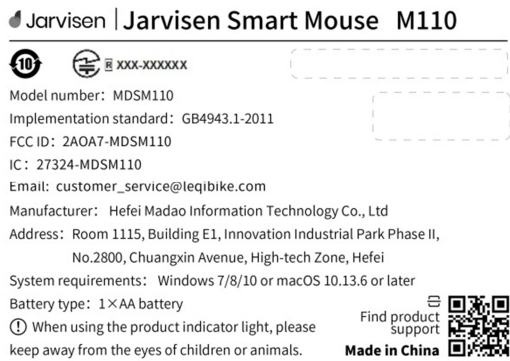 Jarvisen | Jarvisen Smart Mouse M110
10 R XXX-XXXXXX
Model number: MDSM110
Implementation standard: GB4943.1-2011
FCC ID: 2AOA7-MDSM110
IC: 27324-MDSM110
Email: customer_service@leqibike.com
Manufacturer: Hefei Madao Information Technology Co., Ltd
Address: Room 1115, Building E1, Innovation Industrial Park Phase II,
No.2800, Chuangxin Avenue, High-tech Zone, Hefei
System requirements: Windows 7/8/10 or macOS 10.13.6 or later
Battery type: 1×AA battery
When using the product indicator light, please
keep away from the eyes of children or animals.
Find product
support
Made in China